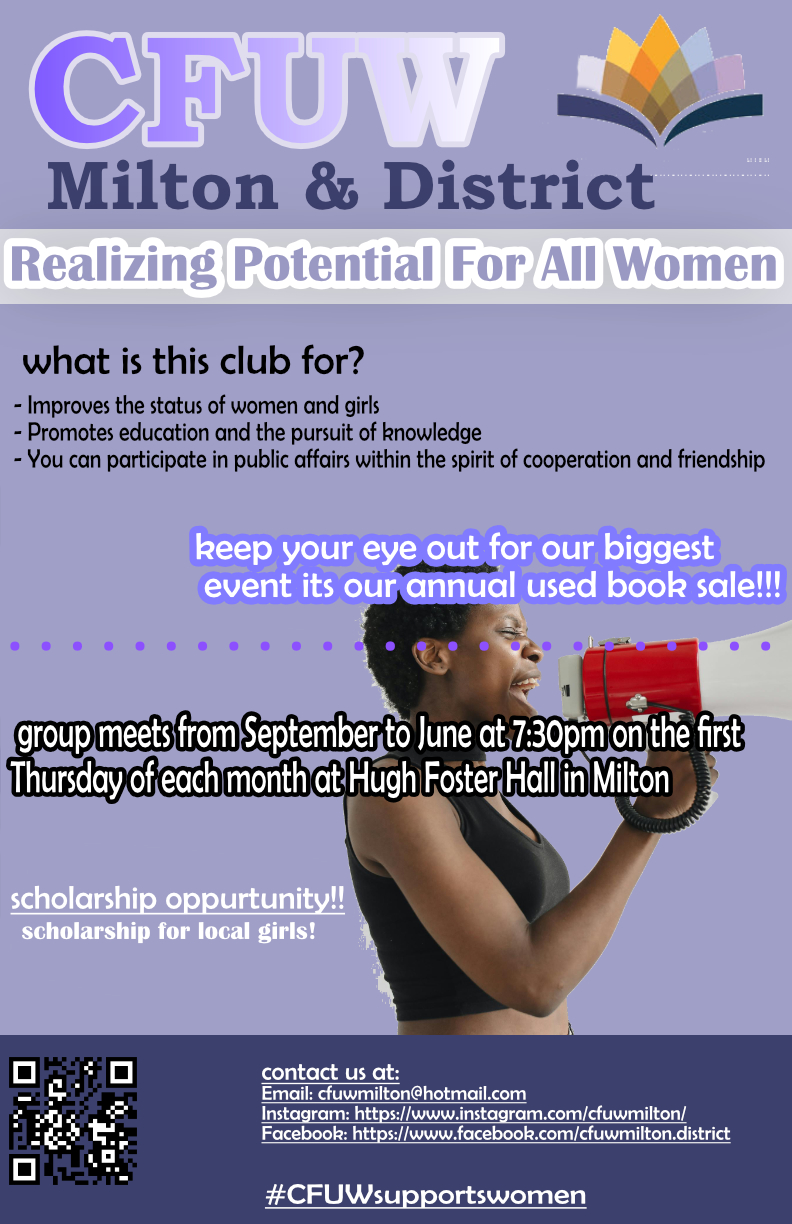 CFUW
Milton & District
Realizing Potential For All Women
what is this club for?
- Improves the status of women and girls
- Promotes education and the pursuit of knowledge
- You can participate in public affairs within the spirit of cooperation and friendship
keep your eye out for our biggest
event its our annual used book sale!!!
group meets from September to June at 7:30pm on the first
Thursday of each month at Hugh Foster Hall in Milton
scholarship oppurtunity!!
scholarship for local girls!
contact us at:
Email: cfuwmilton@hotmail.com
Instagram: https://www.instagram.com/cfuwmilton/
Facebook: https://www.facebook.com/cfuwmilton.district
#CFUWsupportswomen